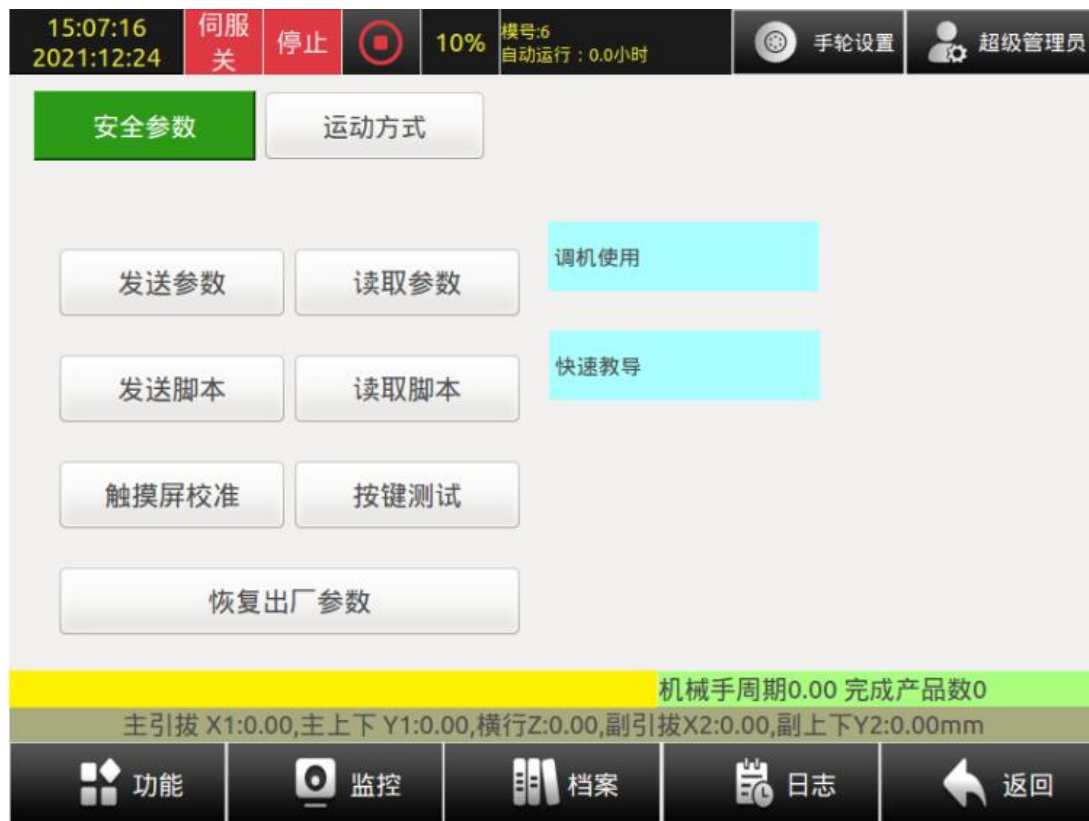 15:07:16
2021:12:24
伺服
关
停止
10%
模号:6
自动运行：0.0小时
手轮设置
超级管理员
安全参数
运动方式
发送参数
读取参数
调机使用
发送脚本
读取脚本
快速教导
触摸屏校准
按键测试
恢复出厂参数
机械手周期0.00 完成产品数0
主引拔 X1:0.00,主上下 Y1:0.00,横行Z:0.00,副引拔X2:0.00,副上下Y2:0.00mm
功能
监控
档案
日志
返回